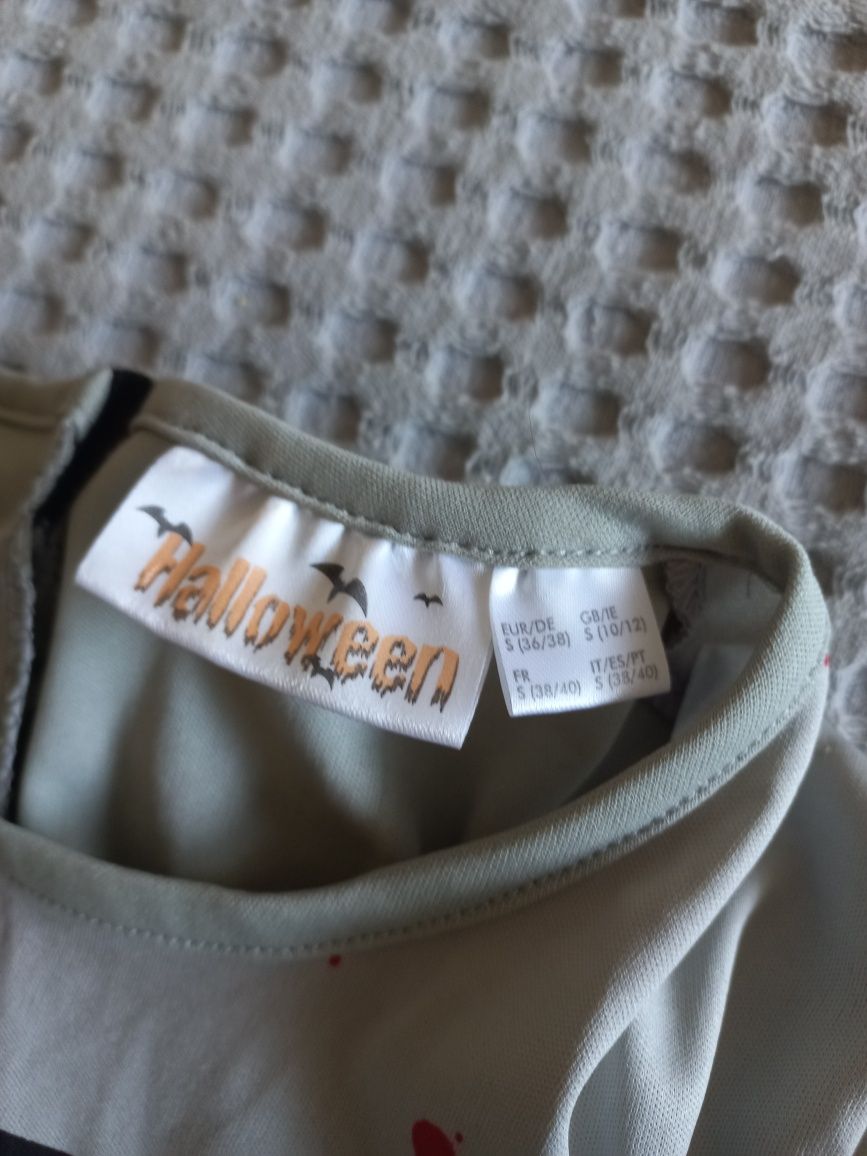 Halloween
EUR/DE GB/IE
S (36/38) S (10/12)
FR IT/ES/PT
S (38/40) S (38/40)